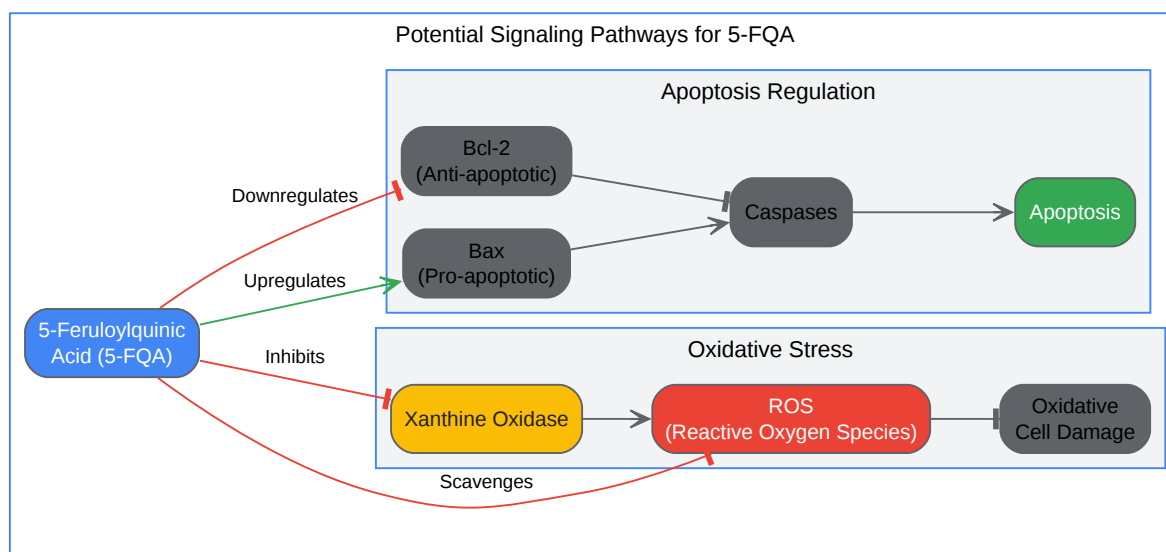 Potential Signaling Pathways for 5-FQA
Apoptosis Regulation
Bcl-2
(Anti-apoptotic)
Downregulates
Caspases
Apoptosis
Bax
(Pro-apoptotic)
Upregulates
5-Feruloylquinic
Acid (5-FQA)
Inhibits
Oxidative Stress
Xanthine Oxidase
ROS
(Reactive Oxygen Species)
Oxidative
Cell Damage
Scavenges